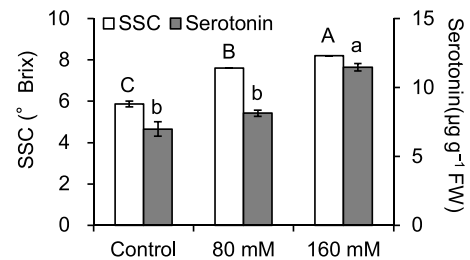 SSC Serotonin
SSC (° Brix)
10
8
6
4
2
0
C
b
B
b
A
a
15
10
5
0
Serotonin(µg g⁻¹ FW)
Control 80 mM 160 mM